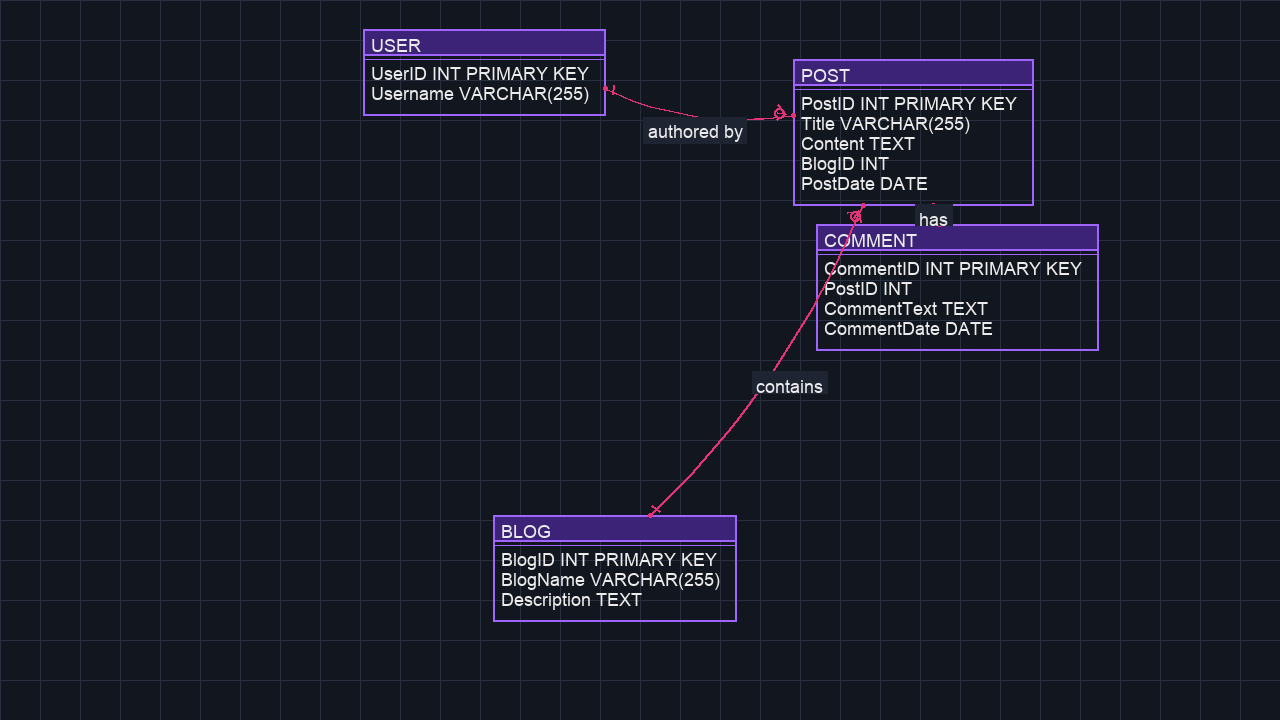 USER
UserID INT PRIMARY KEY
Username VARCHAR(255)
authored by
POST
PostID INT PRIMARY KEY
Title VARCHAR(255)
Content TEXT
BlogID INT
PostDate DATE
has
COMMENT
CommentID INT PRIMARY KEY
PostID INT
CommentText TEXT
CommentDate DATE
contains
BLOG
BlogID INT PRIMARY KEY
BlogName VARCHAR(255)
Description TEXT